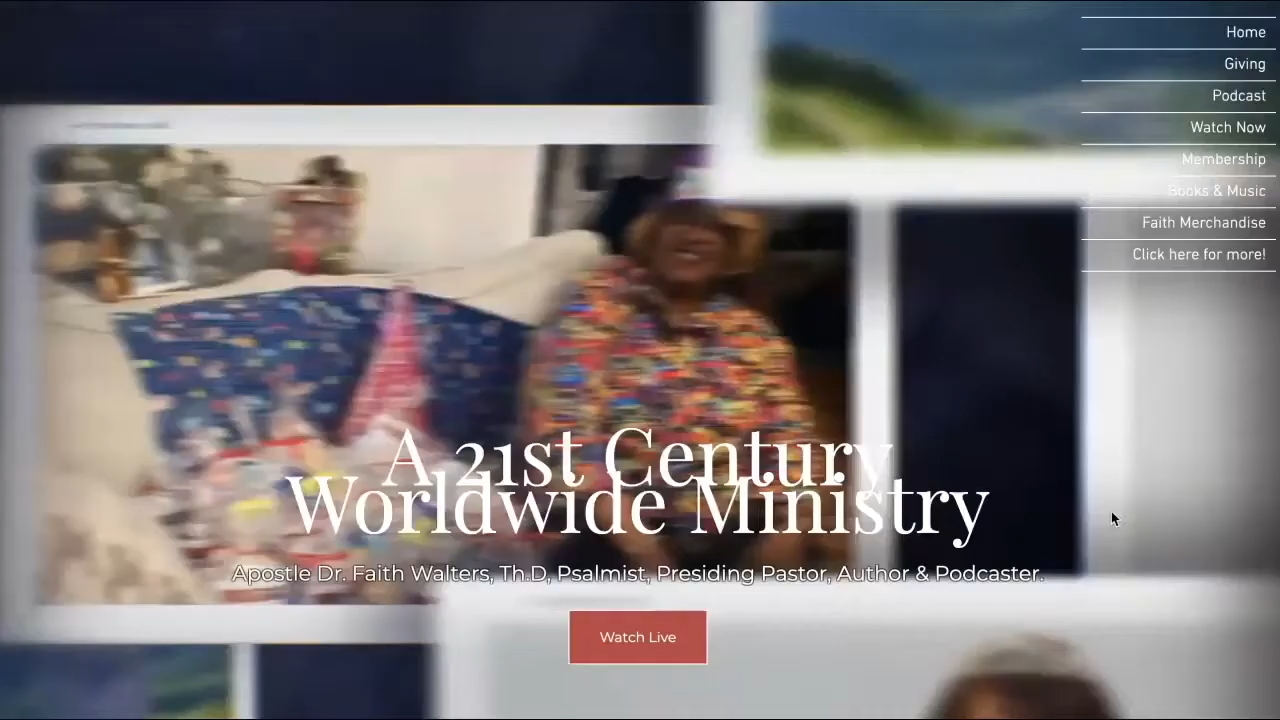 Home
Giving
Podcast
Watch Now
Membership
Books & Music
Faith Merchandise
Click here for more!
A 21st Century
Worldwide Ministry
Apostle Dr. Faith Walters, Th.D, Psalmist, Presiding Pastor, Author & Podcaster.
Watch Live